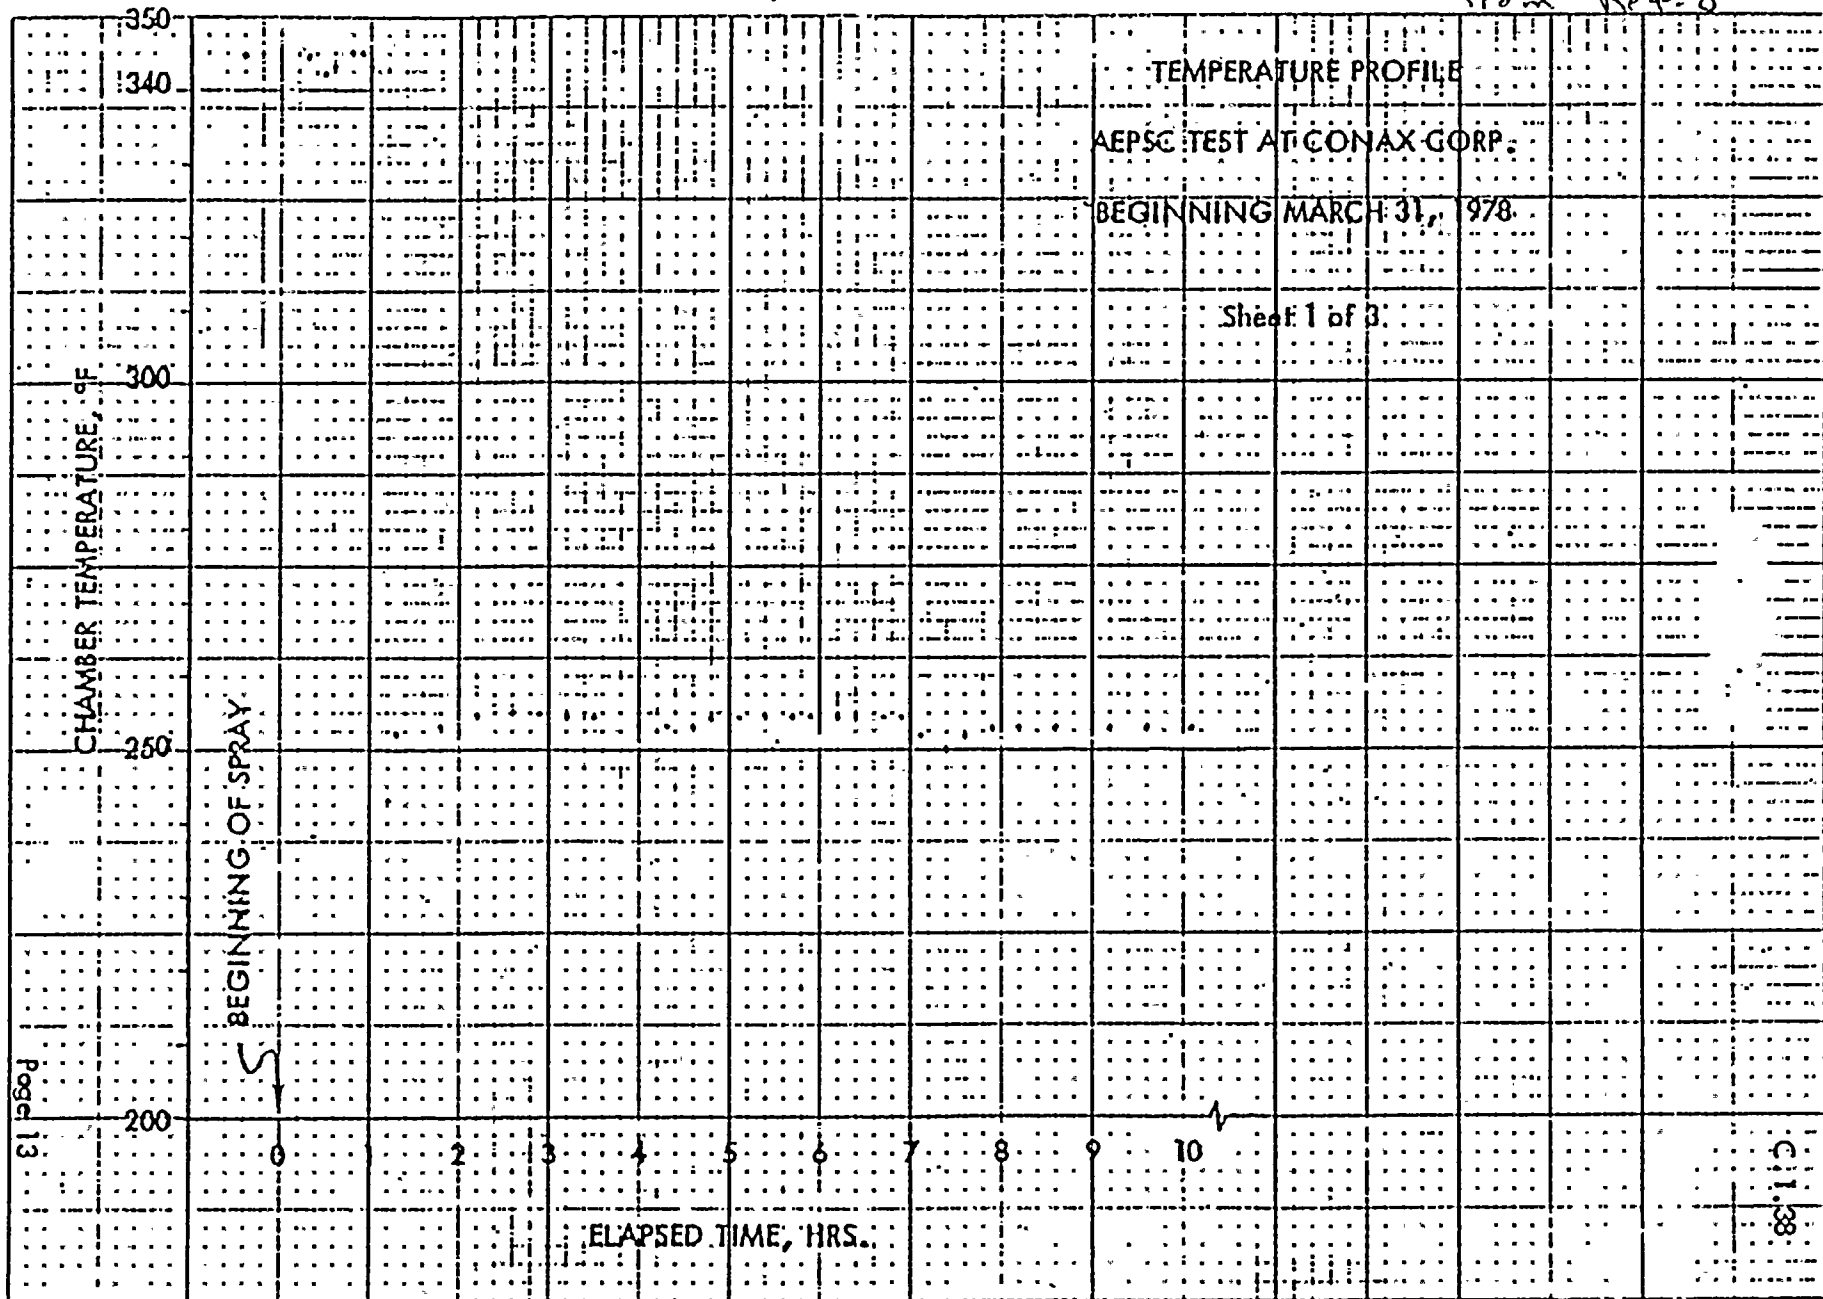 TEMPERATURE PROFILE
AEPSC TEST AT CONAX CORP.
BEGINNING MARCH 31, 1978
Sheet 1 of 3
350
340
300
250
200
CHAMBER TEMPERATURE, °F
BEGINNING OF SPRAY
0 1 2 3 4 5 6 7 8 9 10
ELAPSED TIME, HRS.
Page 13
C.1.38